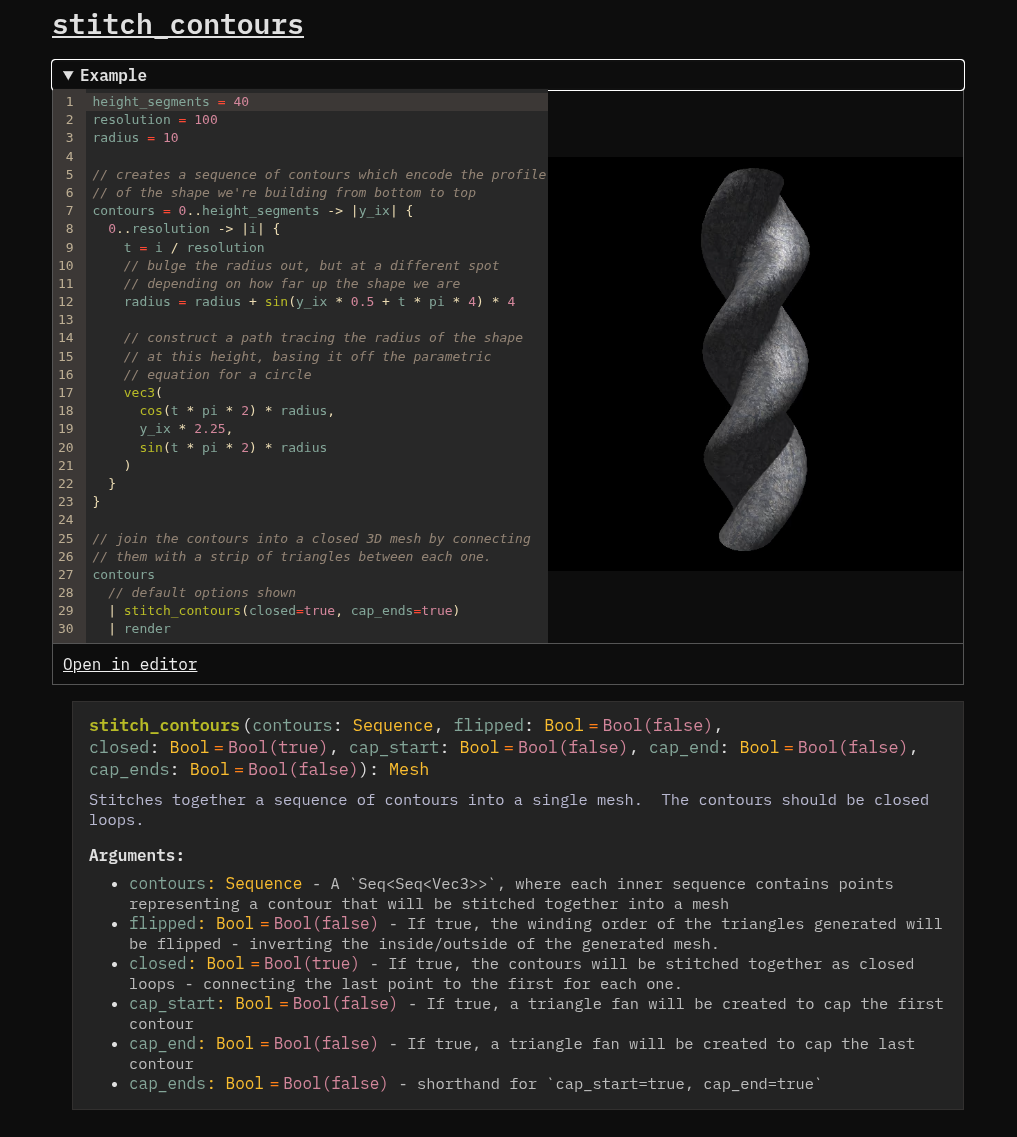 stitch_contours
▼ Example
1 height_segments = 40
2 resolution = 100
3 radius = 10
4
5 // creates a sequence of contours which encode the profile
6 // of the shape we're building from bottom to top
7 contours = 0..height_segments -> |y_ix| {
8   0..resolution -> |i| {
9     t = i / resolution
10     // bulge the radius out, but at a different spot
11     // depending on how far up the shape we are
12     radius = radius + sin(y_ix * 0.5 + t * pi * 4) * 4
13
14     // construct a path tracing the radius of the shape
15     // at this height, basing it off the parametric
16     // equation for a circle
17     vec3(
18       cos(t * pi * 2) * radius,
19       y_ix * 2.25,
20       sin(t * pi * 2) * radius
21     )
22   }
23 }
24
25 // join the contours into a closed 3D mesh by connecting
26 // them with a strip of triangles between each one.
27 contours
28   // default options shown
29   | stitch_contours(closed=true, cap_ends=true)
30   | render
Open in editor
stitch_contours(contours: Sequence, flipped: Bool = Bool(false),
closed: Bool = Bool(true), cap_start: Bool = Bool(false), cap_end: Bool = Bool(false),
cap_ends: Bool = Bool(false)): Mesh
Stitches together a sequence of contours into a single mesh.  The contours should be closed
loops.
Arguments:
• contours: Sequence - A `Seq<Seq<Vec3>>`, where each inner sequence contains points
representing a contour that will be stitched together into a mesh
• flipped: Bool = Bool(false) - If true, the winding order of the triangles generated will
be flipped - inverting the inside/outside of the generated mesh.
• closed: Bool = Bool(true) - If true, the contours will be stitched together as closed
loops - connecting the last point to the first for each one.
• cap_start: Bool = Bool(false) - If true, a triangle fan will be created to cap the first
contour
• cap_end: Bool = Bool(false) - If true, a triangle fan will be created to cap the last
contour
• cap_ends: Bool = Bool(false) - shorthand for `cap_start=true, cap_end=true`